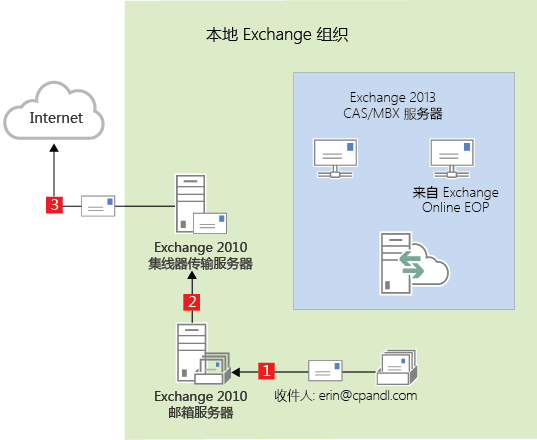 本地 Exchange 组织
Exchange 2013
CAS/MBX 服务器
Internet
来自 Exchange
Online EOP
3
Exchange 2010
集线器传输服务器
2
1
Exchange 2010
邮箱服务器
收件人: erin@cpandl.com